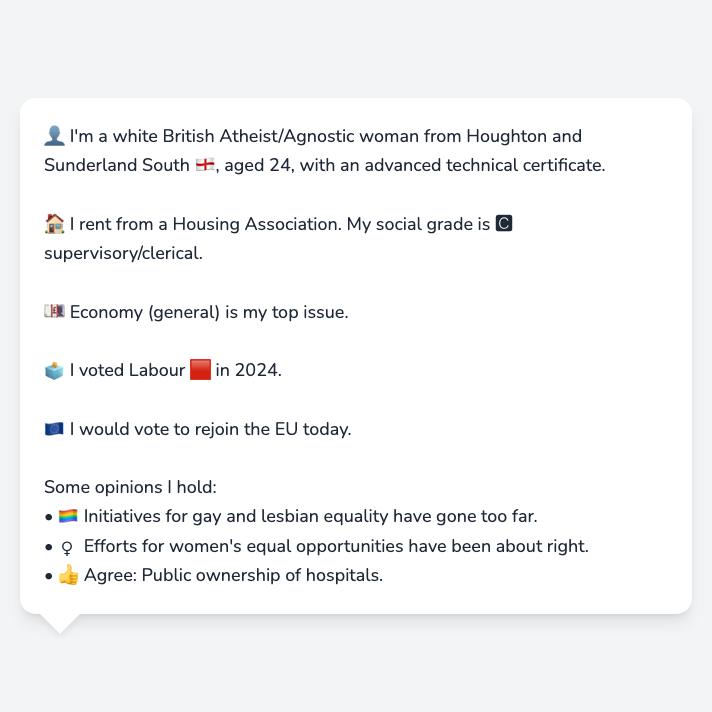 👤 I'm a white British Atheist/Agnostic woman from Houghton and
Sunderland South 🏴󠁧󠁢󠁥󠁮󠁧󠁿, aged 24, with an advanced technical certificate.
🏠 I rent from a Housing Association. My social grade is 🅲
supervisory/clerical.
💷 Economy (general) is my top issue.
🗳️ I voted Labour 🟥 in 2024.
🇪🇺 I would vote to rejoin the EU today.
Some opinions I hold:
• 🏳️‍🌈 Initiatives for gay and lesbian equality have gone too far.
• ♀ Efforts for women's equal opportunities have been about right.
• 👍 Agree: Public ownership of hospitals.